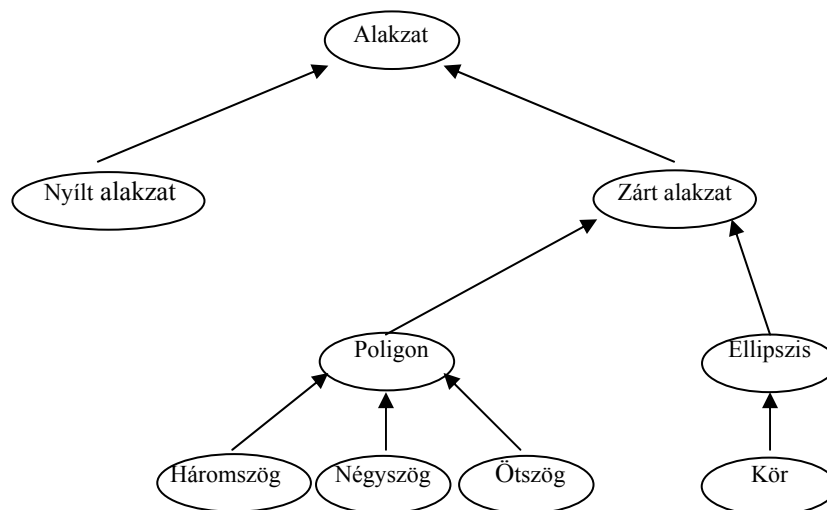 Alakzat
Nyílt alakzat
Zárt alakzat
Poligon
Ellipszis
Háromszög
Négyszög
Ötszög
Kör